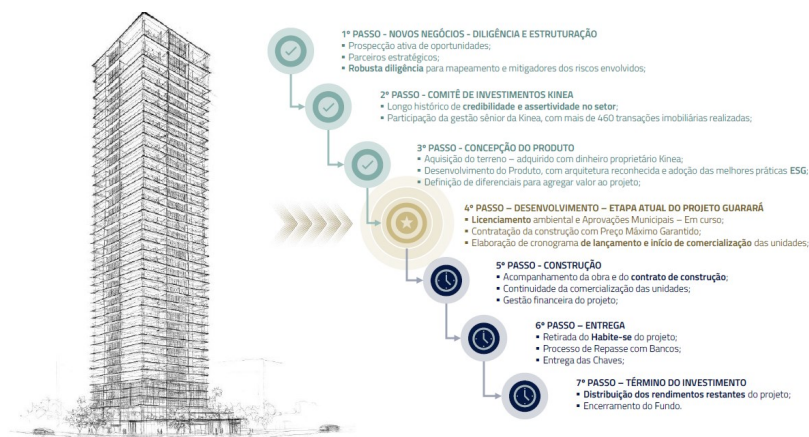 1º PASSO - NOVOS NEGÓCIOS - DILIGÊNCIA E ESTRUTURAÇÃO
▪ Prospecção ativa de oportunidades;
▪ Parceiros estratégicos;
▪ Robusta diligência para mapeamento e mitigadores dos riscos envolvidos;
2º PASSO - COMITÊ DE INVESTIMENTOS KINEA
▪ Longo histórico de credibilidade e assertividade no setor;
▪ Participação da gestão sênior da Kinea, com mais de 460 transações imobiliárias realizadas;
3º PASSO - CONCEPÇÃO DO PRODUTO
▪ Aquisição do terreno – adquirido com dinheiro proprietário Kinea;
▪ Desenvolvimento do Produto, com arquitetura reconhecida e adoção das melhores práticas ESG;
▪ Definição de diferenciais para agregar valor ao projeto;
4º PASSO – DESENVOLVIMENTO – ETAPA ATUAL DO PROJETO GUARARÁ
▪ Licenciamento ambiental e Aprovações Municipais – Em curso;
▪ Contratação da construção com Preço Máximo Garantido;
▪ Elaboração de cronograma de lançamento e início de comercialização das unidades;
5º PASSO - CONSTRUÇÃO
▪ Acompanhamento da obra e do contrato de construção;
▪ Continuidade da comercialização das unidades;
▪ Gestão financeira do projeto;
6º PASSO – ENTREGA
▪ Retirada do Habite-se do projeto;
▪ Processo de Repasse com Bancos;
▪ Entrega das Chaves;
7º PASSO – TÉRMINO DO INVESTIMENTO
▪ Distribuição dos rendimentos restantes do projeto;
▪ Encerramento do Fundo.